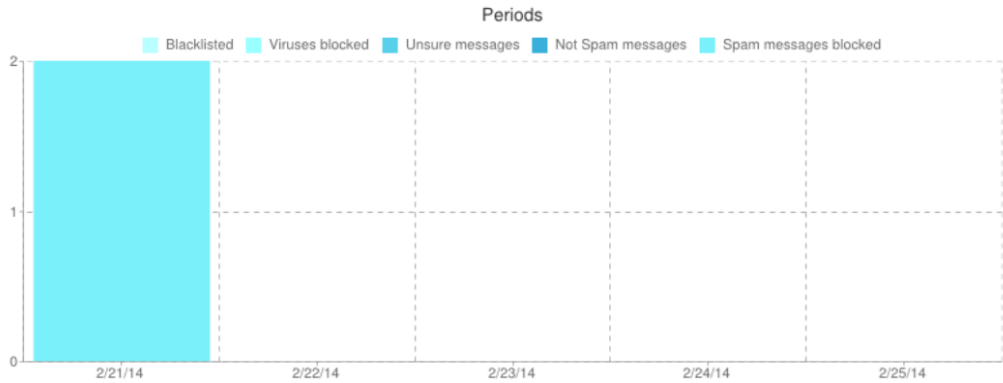 Periods
Blacklisted Viruses blocked Unsure messages Not Spam messages Spam messages blocked
2
1
0
2/21/14 2/22/14 2/23/14 2/24/14 2/25/14